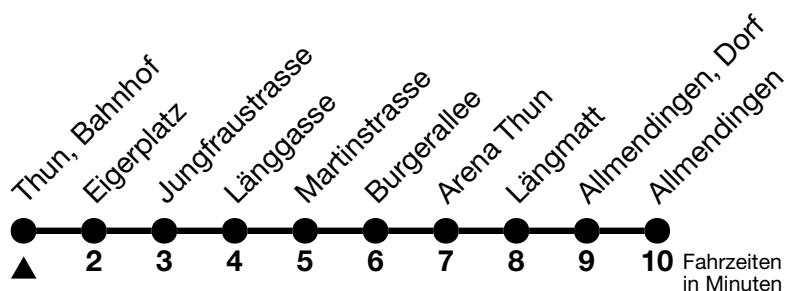 Thun, Bahnhof
Eigerplatz
Jungfraustrasse
Länggasse
Martinstrasse
Burgerallee
Arena Thun
Längmatt
Allmendingen, Dorf
Allmendingen
2 3 4 5 6 7 8 9 10 Fahrzeiten
in Minuten